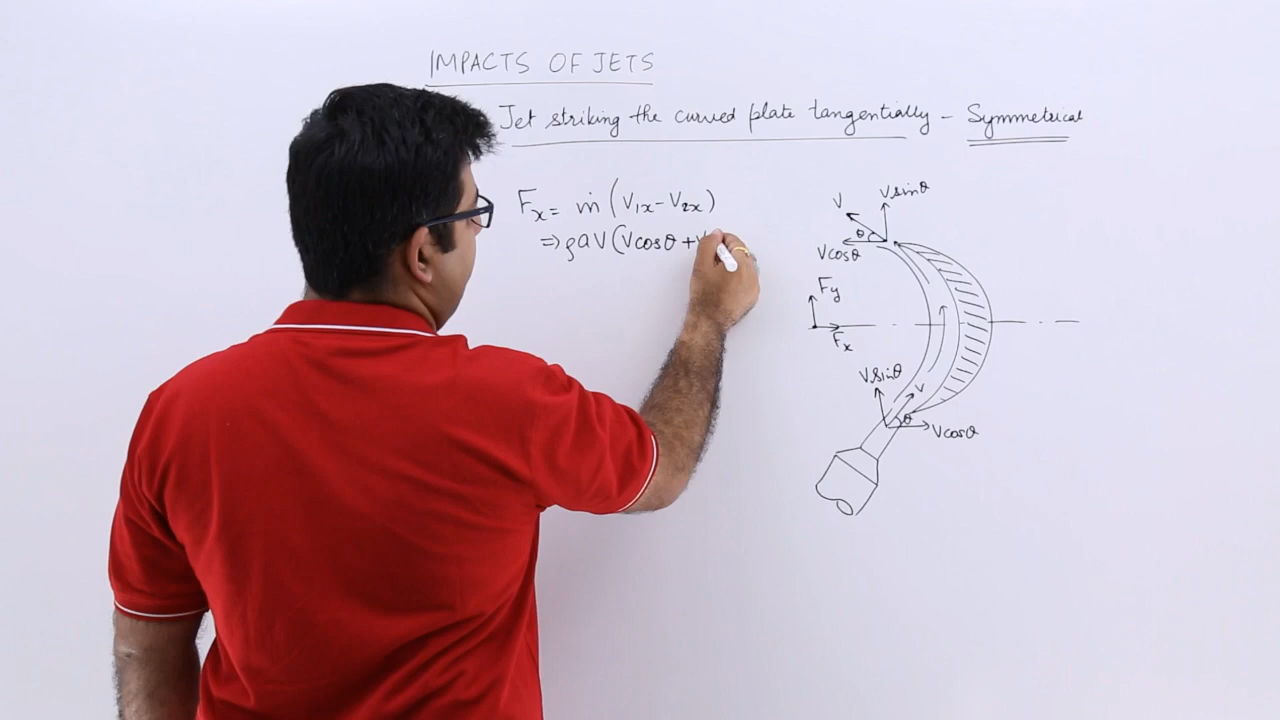 IMPACTS OF JETS
Jet striking the curved plate tangentially - Symmetrical
Fx = ṁ (V1x - V2x)
⇒ ρaV(Vcosθ + V
V
Vsinθ
θ
Vcosθ
Fy
Fx
Vsinθ
V
θ
Vcosθ